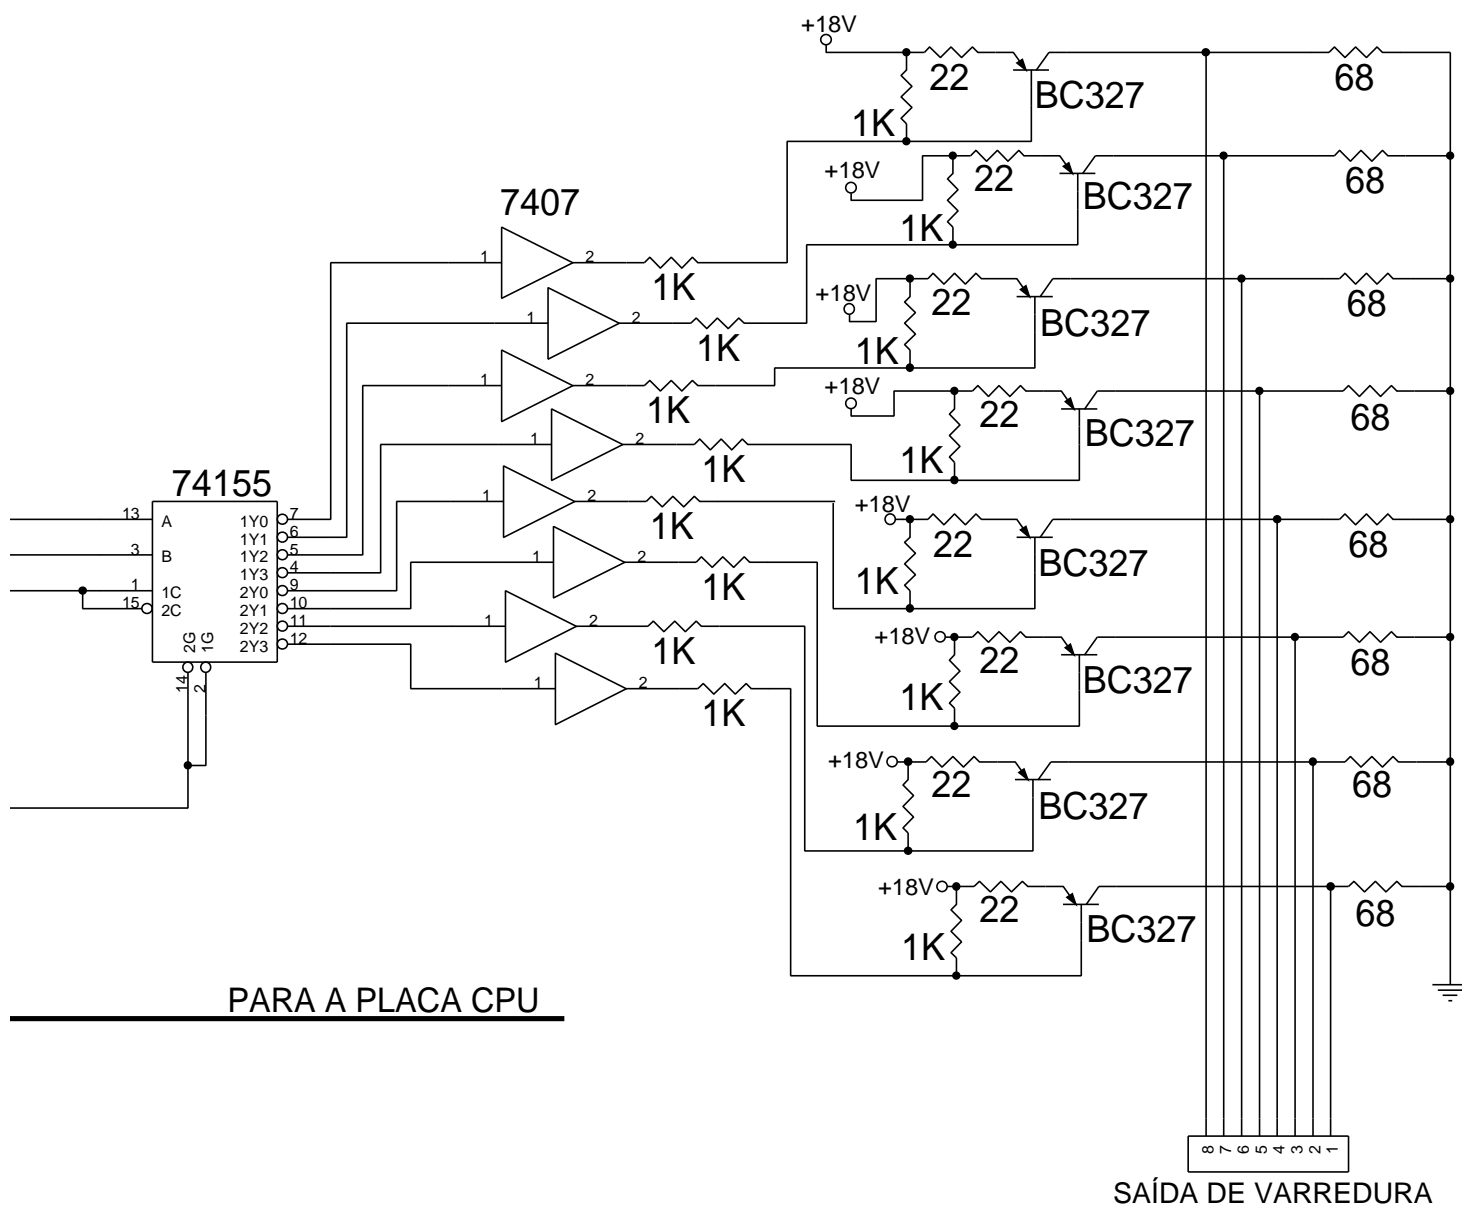 +18V
22
BC327
68
1K
+18V
22
BC327
68
7407
1K
1 2
1K
+18V
22
BC327
68
1 2
1K
1K
+18V
22
BC327
68
1 2
1K
1K
1 2
1K
74155
+18V
22
BC327
68
13 A 1Y0 7
1Y1 6
3 B 1Y2 5
1Y3 4
1 1C 2Y0 9
15 2C 2Y1 10
2Y2 11
2Y3 12
2G 1G
14 2
1 2
1K
1K
1 2
1K
+18V
22
BC327
68
1 2
1K
1K
1 2
1K
+18V
22
BC327
68
1K
+18V
22
BC327
68
1K
PARA A PLACA CPU
8 7 6 5 4 3 2 1
SAÍDA DE VARREDURA